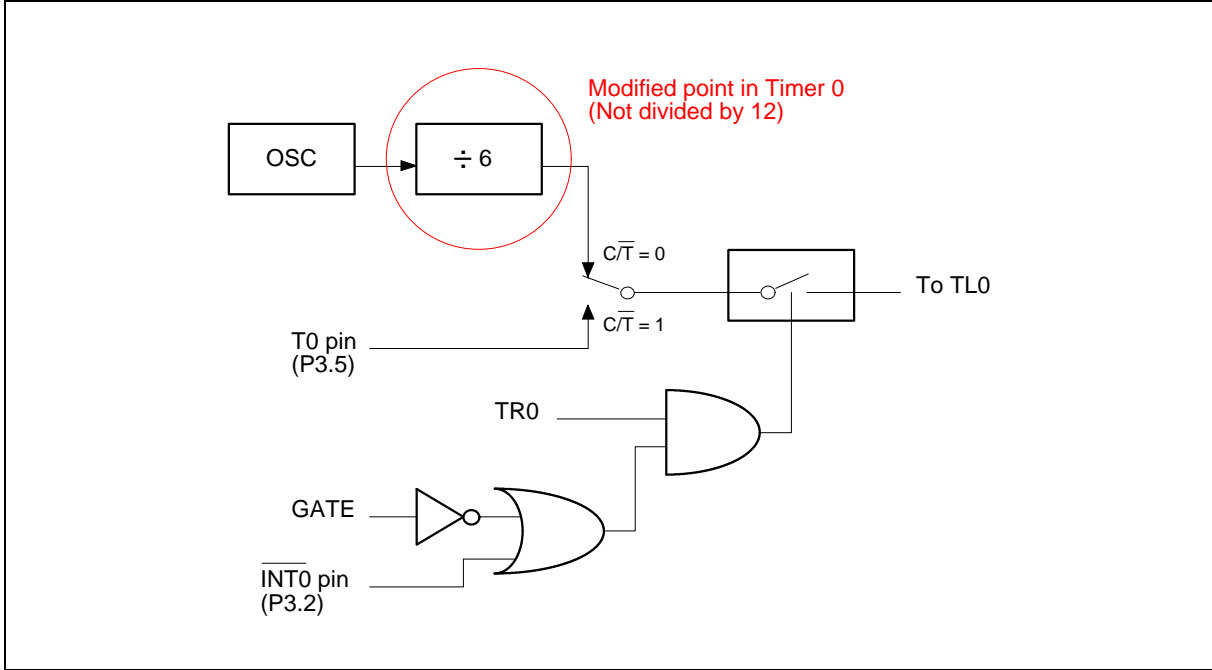 Modified point in Timer 0
(Not divided by 12)
OSC
÷ 6
C/T̅ = 0
To TL0
C/T̅ = 1
T0 pin
(P3.5)
TR0
GATE
I̅N̅T̅0̅ pin
(P3.2)